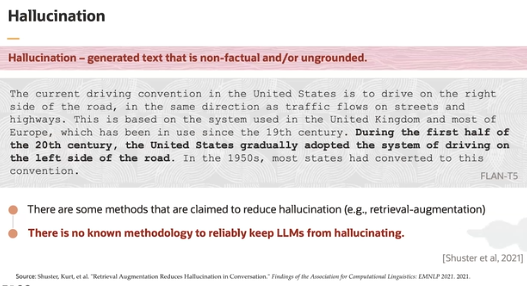 Hallucination
Hallucination – generated text that is non-factual and/or ungrounded.
The current driving convention in the United States is to drive on the right
side of the road, in the same direction as traffic flows on streets and
highways. This is based on the system used in the United Kingdom and most of
Europe, which has been in use since the 19th century. During the first half of
the 20th century, the United States gradually adopted the system of driving on
the left side of the road. In the 1950s, most states had converted to this
convention.
FLAN-T5
There are some methods that are claimed to reduce hallucination (e.g., retrieval-augmentation)
There is no known methodology to reliably keep LLMs from hallucinating.
[Shuster et al, 2021]
Source: Shuster, Kurt, et al. "Retrieval Augmentation Reduces Hallucination in Conversation." Findings of the Association for Computational Linguistics: EMNLP 2021. 2021.